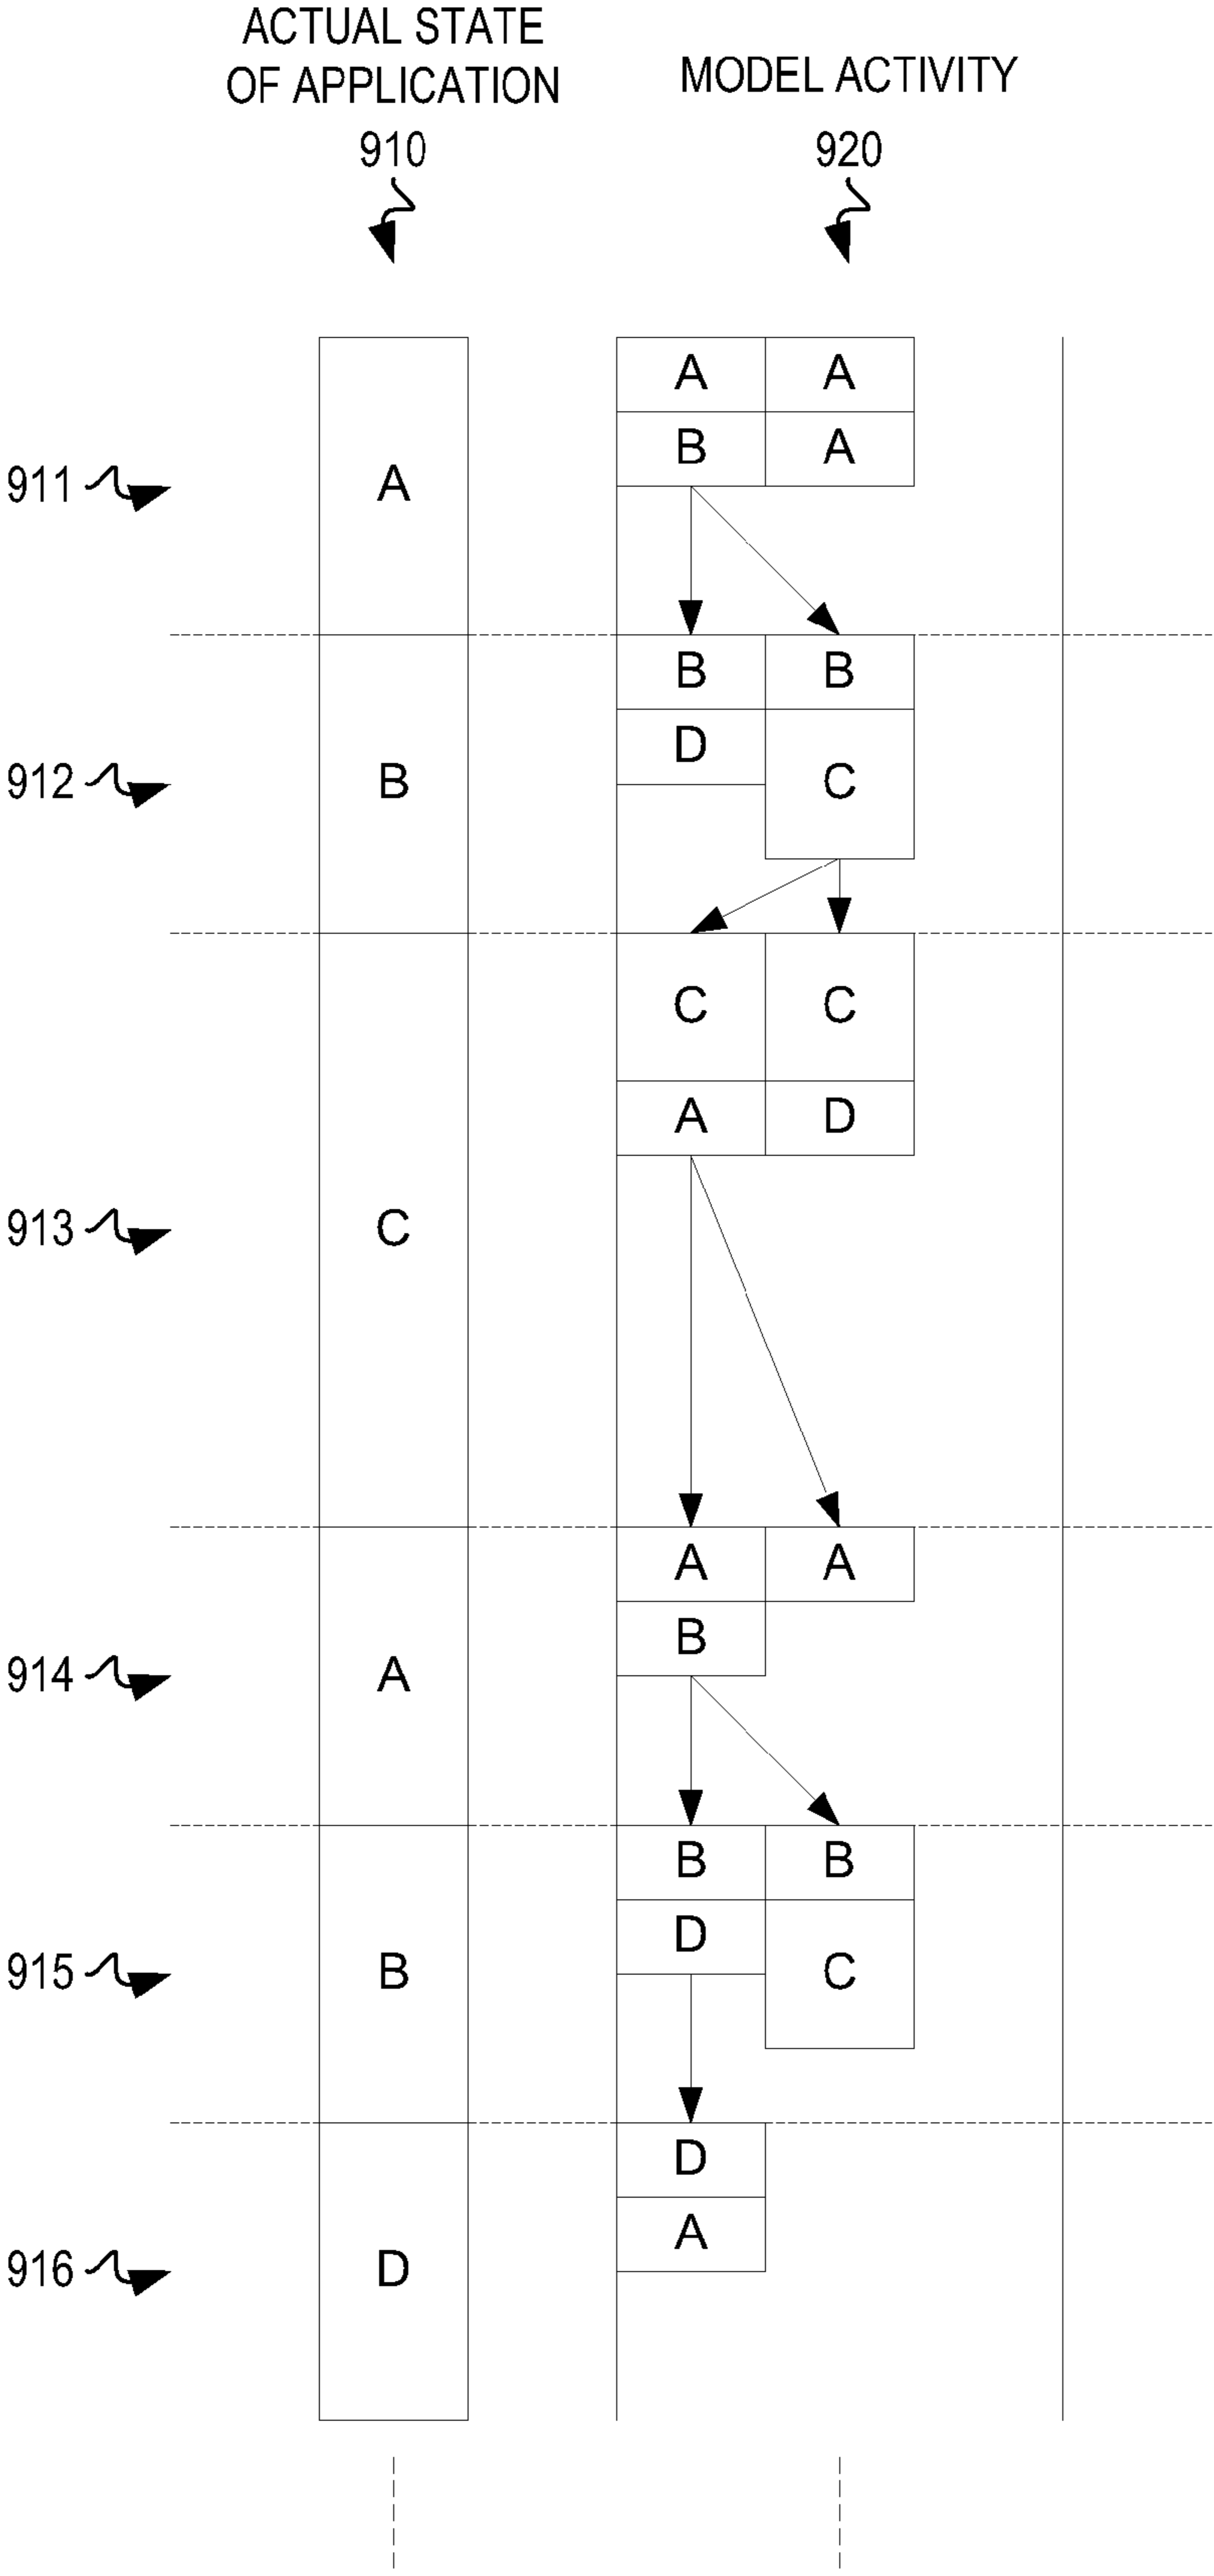 ACTUAL STATE
OF APPLICATION
910
MODEL ACTIVITY
920
A A
B A
911 A
B B
D
912 B C
C C
A D
913 C
A A
B
914 A
B B
D
915 B C
D
A
916 D